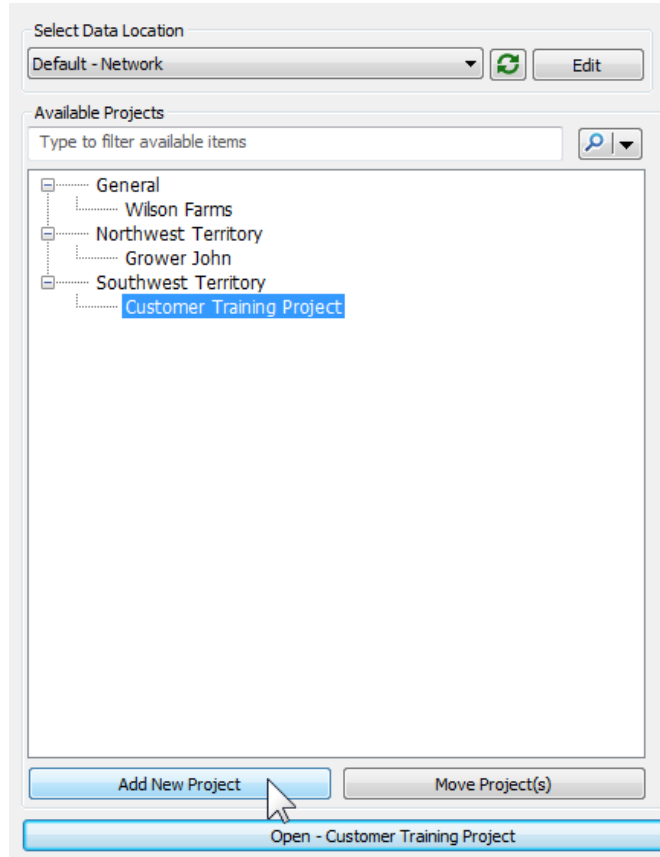 Select Data Location
Default - Network
Edit
Available Projects
Type to filter available items
General
Wilson Farms
Northwest Territory
Grower John
Southwest Territory
Customer Training Project
Add New Project
Move Project(s)
Open - Customer Training Project